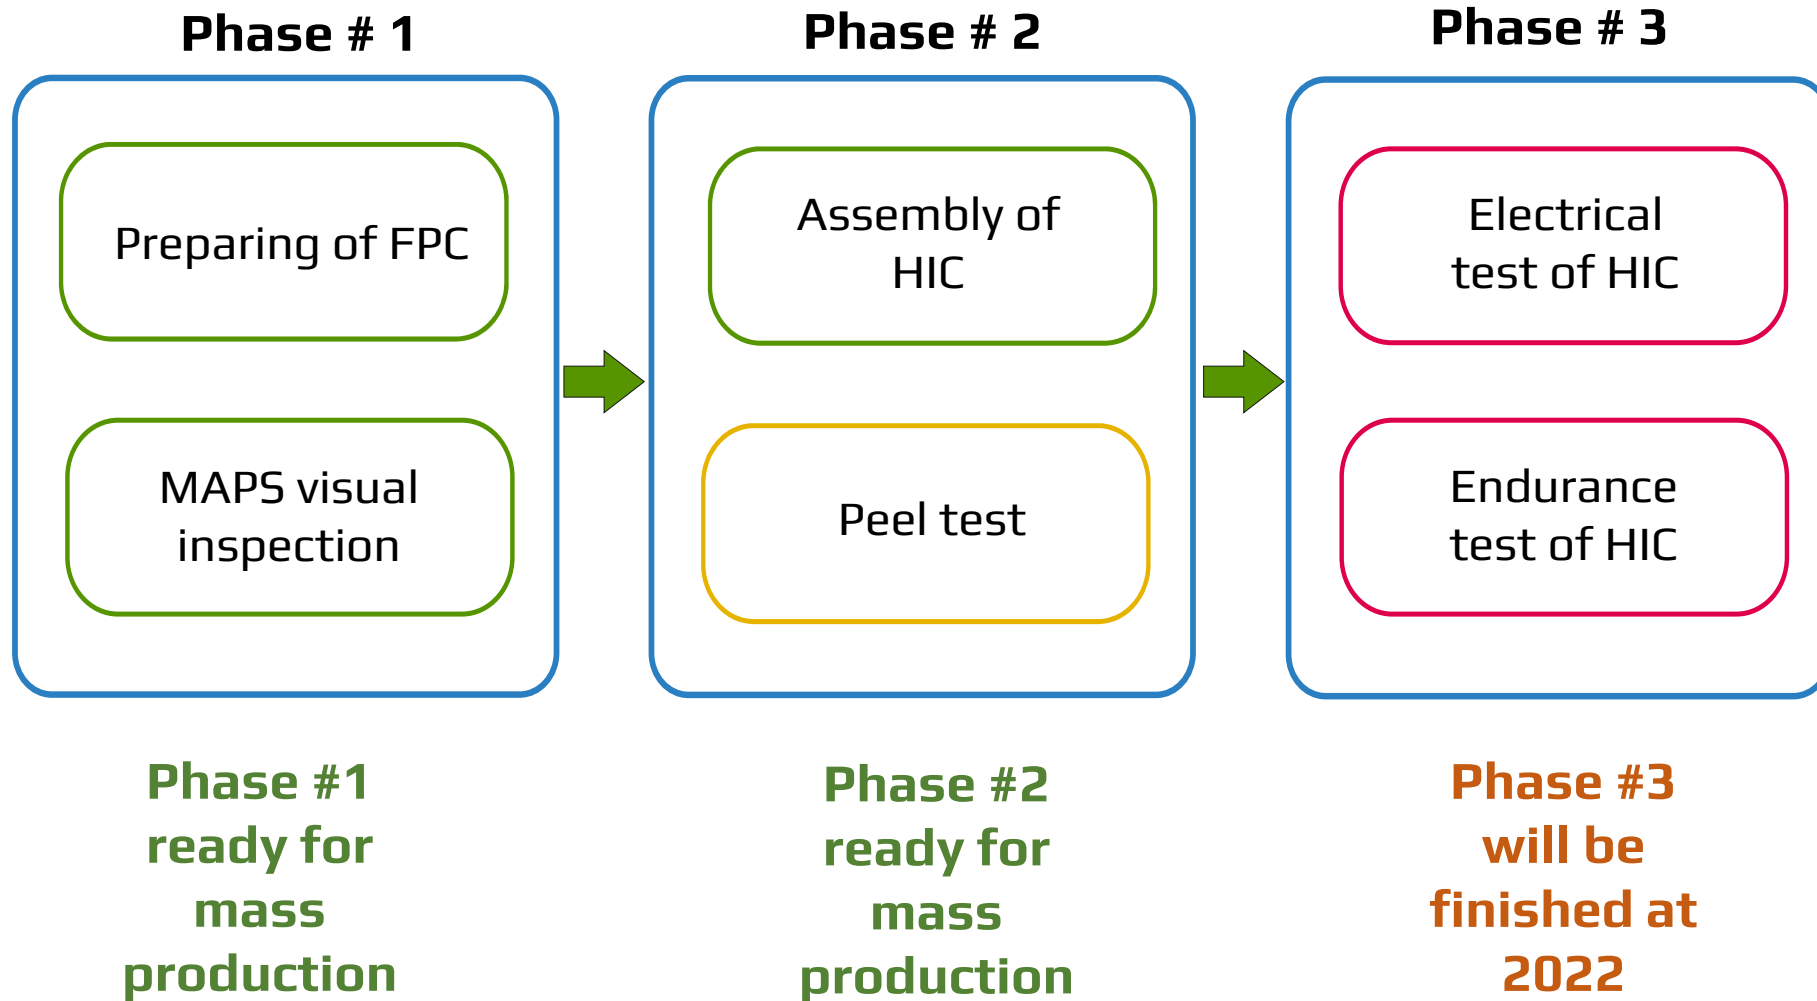 Phase # 1
Preparing of FPC
MAPS visual
inspection
Phase #1
ready for
mass
production
Phase # 2
Assembly of
HIC
Peel test
Phase #2
ready for
mass
production
Phase # 3
Electrical
test of HIC
Endurance
test of HIC
Phase #3
will be
finished at
2022